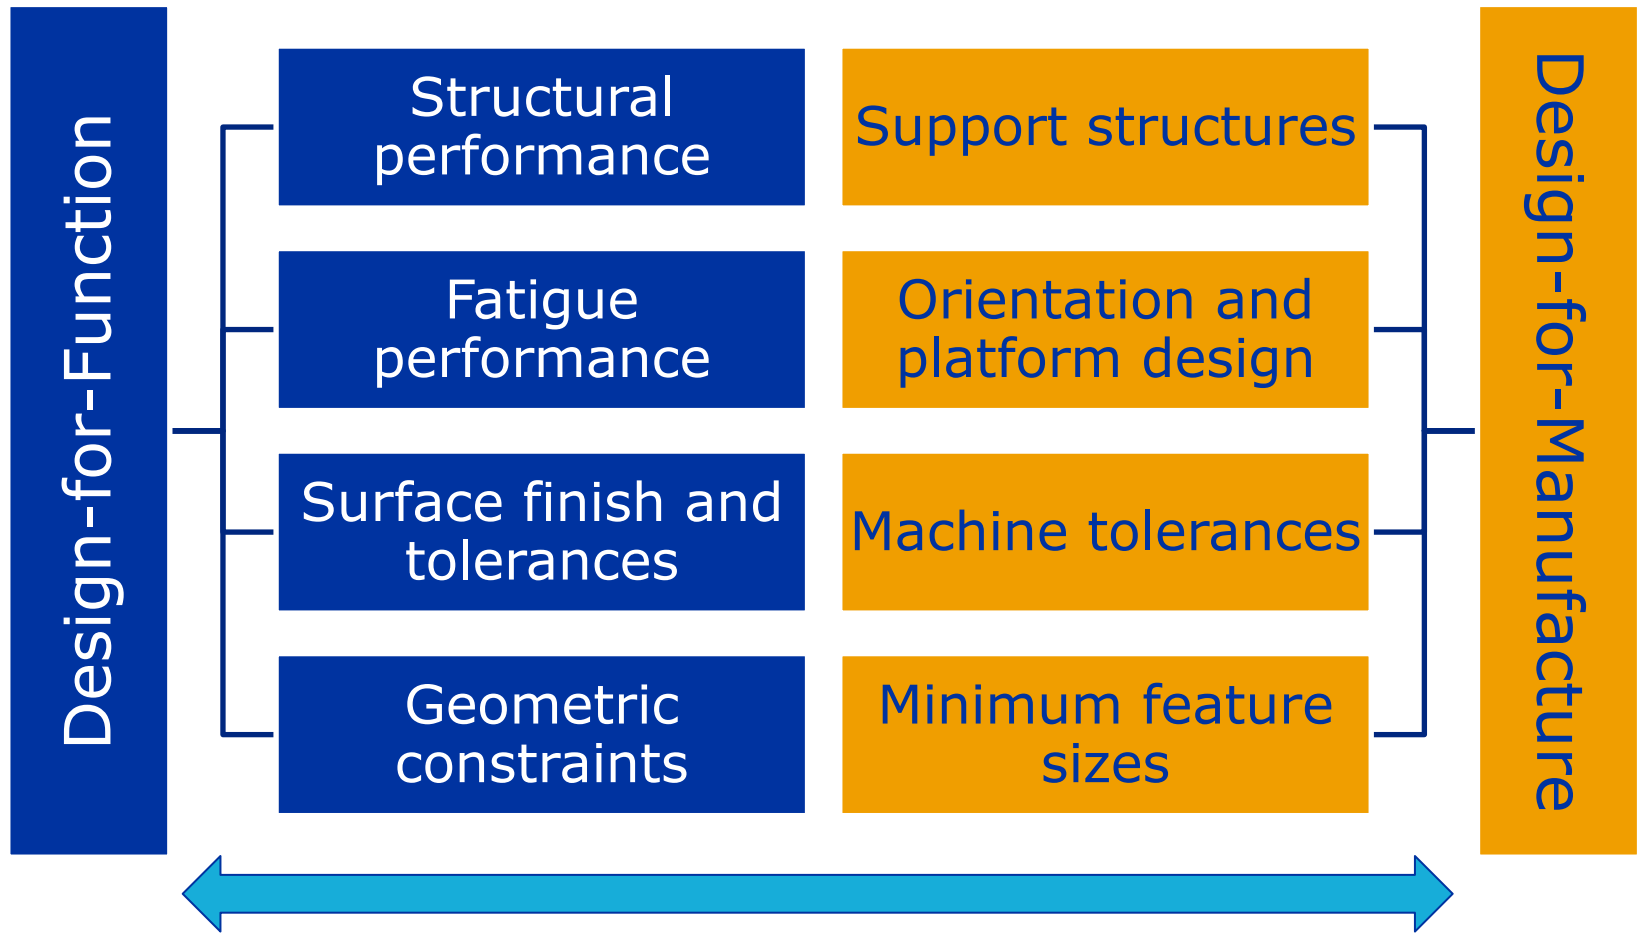 Design-for-Function
Structural
performance
Fatigue
performance
Surface finish and
tolerances
Geometric
constraints
Support structures
Orientation and
platform design
Machine tolerances
Minimum feature
sizes
Design-for-Manufacture